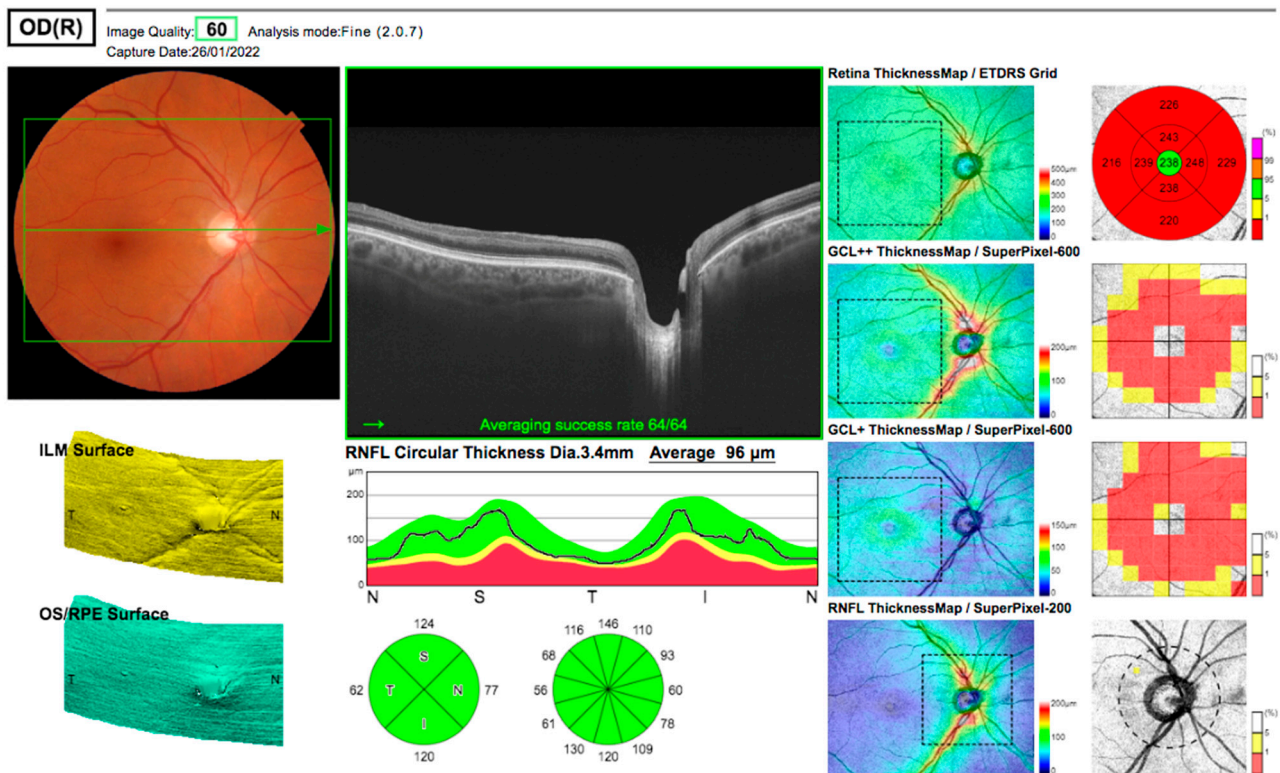 OD(R)
Image Quality: 60 Analysis mode:Fine (2.0.7)
Capture Date:26/01/2022
→
Averaging success rate 64/64
ILM Surface
T
N
OS/RPE Surface
T
N
RNFL Circular Thickness Dia.3.4mm Average 96 μm
μm
200
100
0
N S T I N
124
S
62 T N 77
I
120
116 146 110
68 93
56 60
61 78
130 120 109
Retina ThicknessMap / ETDRS Grid
500μm
400
300
200
100
0
226
243
216 239 238 248 229
238
220
(%)
99
95
5
1
GCL++ ThicknessMap / SuperPixel-600
200μm
100
0
(%)
5
1
GCL+ ThicknessMap / SuperPixel-600
150μm
100
50
0
(%)
5
1
RNFL ThicknessMap / SuperPixel-200
200μm
100
0
(%)
5
1